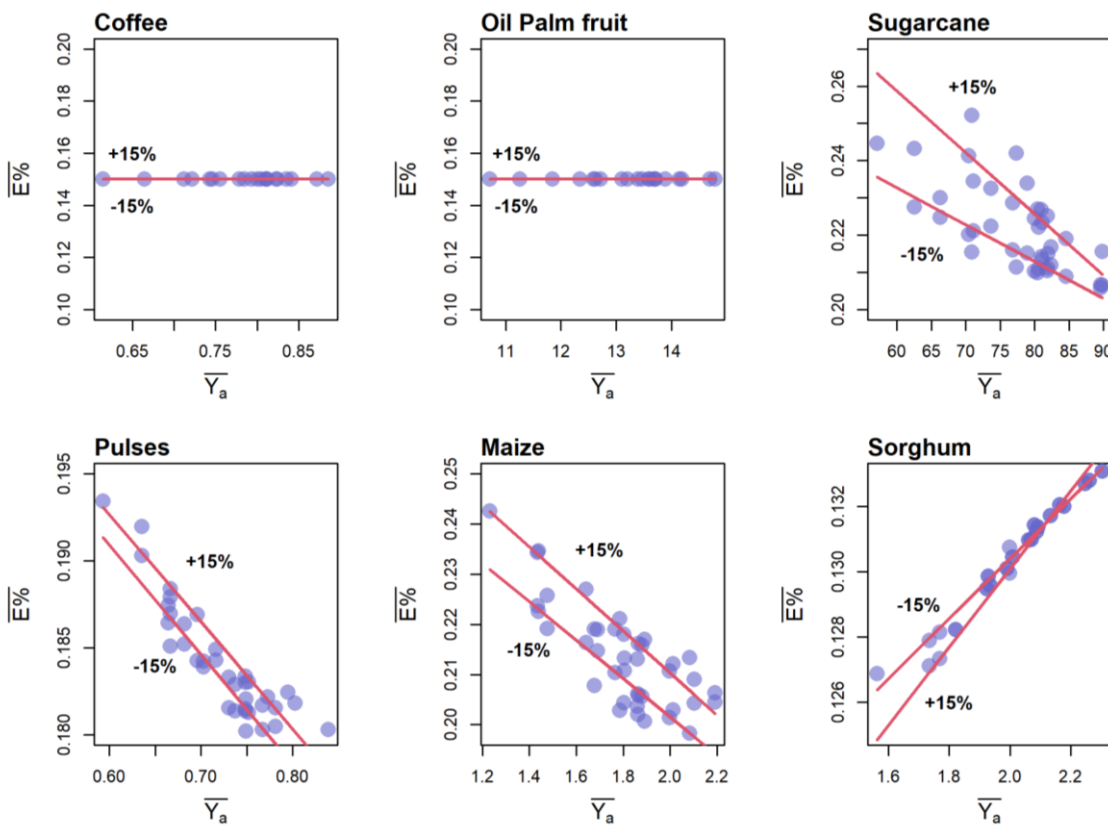 Coffee
0.20
0.18
0.16
0.14
0.12
0.10
E%
+15%
-15%
0.65
0.75
0.85
Ya
Oil Palm fruit
0.20
0.18
0.16
0.14
0.12
0.10
E%
+15%
-15%
11
12
13
14
Ya
Sugarcane
0.26
0.24
0.22
0.20
E%
+15%
-15%
60 65 70 75 80 85 90
Ya
Pulses
0.195
0.190
0.185
0.180
E%
+15%
-15%
0.60
0.70
0.80
Ya
Maize
0.25
0.24
0.23
0.22
0.21
0.20
E%
+15%
-15%
1.2 1.4 1.6 1.8 2.0 2.2
Ya
Sorghum
0.132
0.130
0.128
0.126
E%
-15%
+15%
1.6 1.8 2.0 2.2
Ya